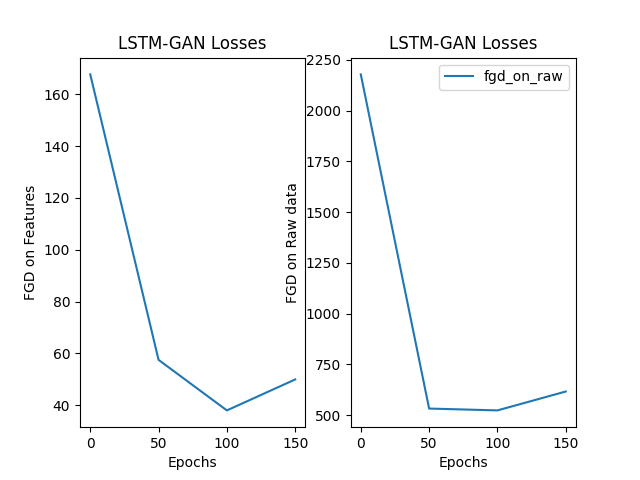 LSTM-GAN Losses
FGD on Features
160
140
120
100
80
60
40
0 50 100 150
Epochs
LSTM-GAN Losses
fgd_on_raw
FGD on Raw data
2250
2000
1750
1500
1250
1000
750
500
0 50 100 150
Epochs